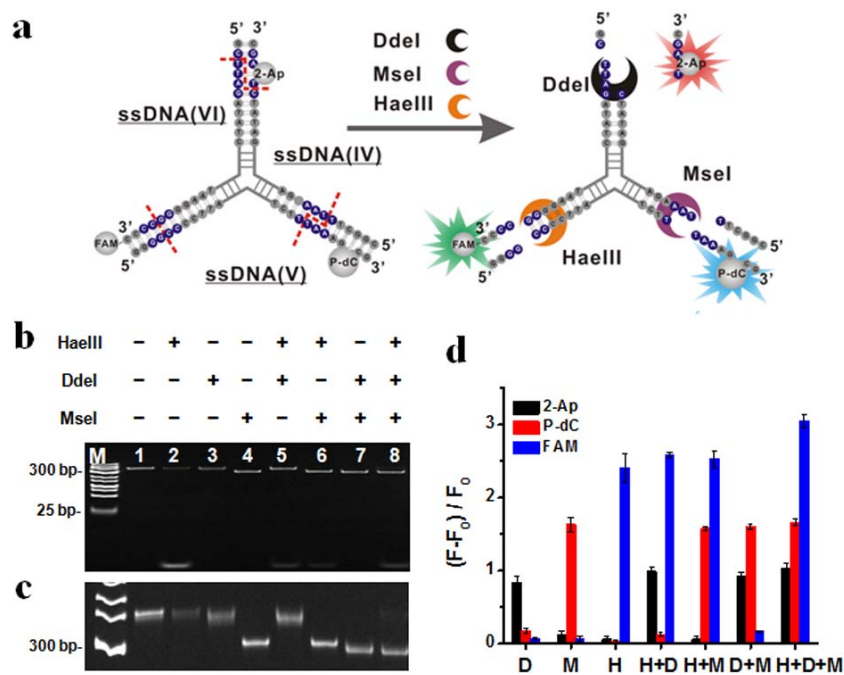 a
5' 3'
DdeI
MseI
HaeIII
2-Ap
ssDNA(VI)
ssDNA(IV)
ssDNA(V)
3'
FAM
5'
5'
P-dC
3'
5' 3'
2-Ap
DdeI
MseI
HaeIII
3'
FAM
5'
5'
3'
P-dC
b
HaeIII − + − − + + − +
DdeI − − + − + − + +
MseI − − − + − + + +
M 1 2 3 4 5 6 7 8
300 bp-
25 bp-
c
300 bp-
d
2-Ap
P-dC
FAM
(F-F0) / F0
3
2
1
0
D M H H+D H+M D+M H+D+M